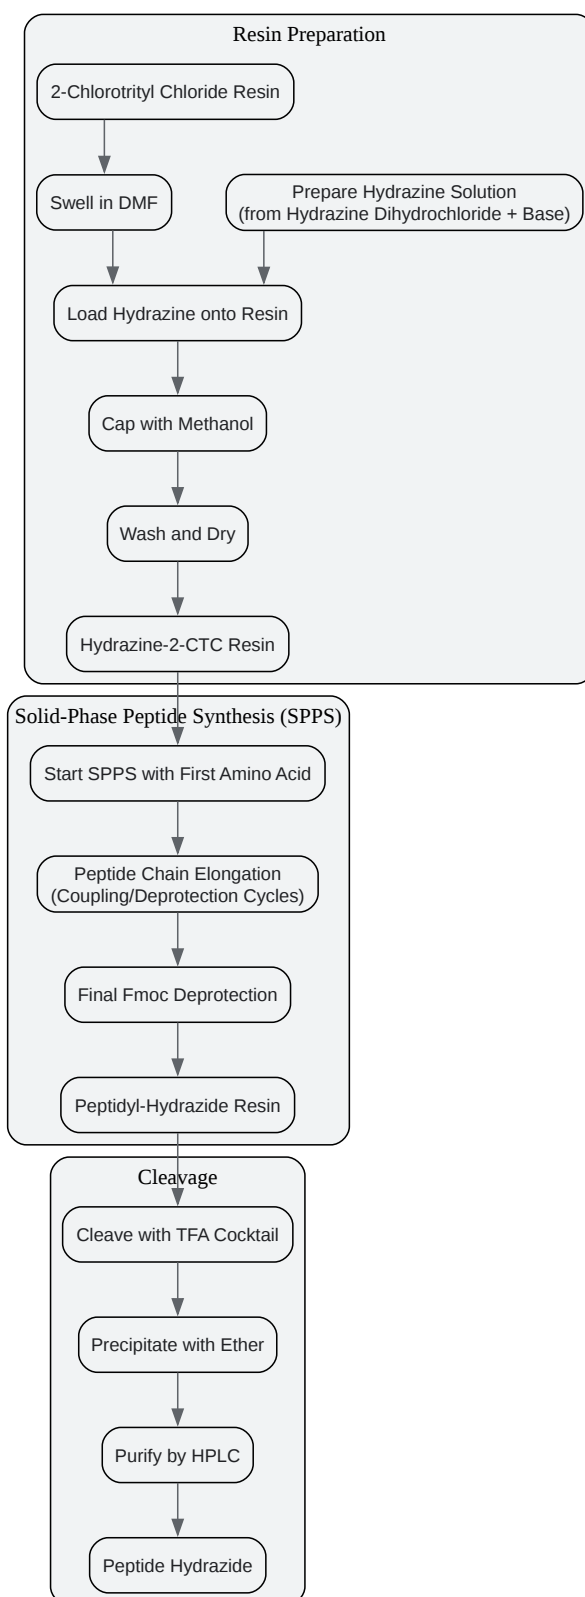 Resin Preparation
2-Chlorotrityl Chloride Resin
Swell in DMF
Prepare Hydrazine Solution
(from Hydrazine Dihydrochloride + Base)
Load Hydrazine onto Resin
Cap with Methanol
Wash and Dry
Hydrazine-2-CTC Resin
Solid-Phase Peptide Synthesis (SPPS)
Start SPPS with First Amino Acid
Peptide Chain Elongation
(Coupling/Deprotection Cycles)
Final Fmoc Deprotection
Peptidyl-Hydrazide Resin
Cleavage
Cleave with TFA Cocktail
Precipitate with Ether
Purify by HPLC
Peptide Hydrazide